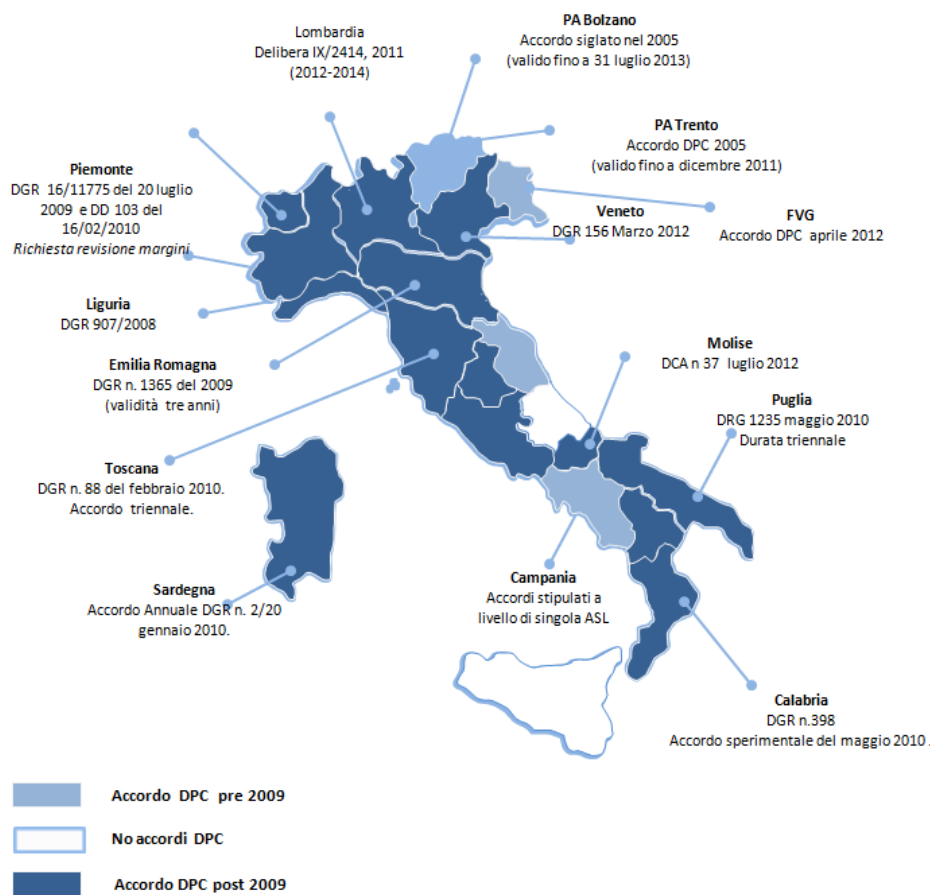 PA Bolzano
Accordo siglato nel 2005
(valido fino a 31 luglio 2013)
Lombardia
Delibera IX/2414, 2011
(2012-2014)
PA Trento
Accordo DPC 2005
(valido fino a dicembre 2011)
Piemonte
DGR 16/11775 del 20 luglio
2009 e DD 103 del
16/02/2010
Richiesta revisione margini
Veneto
DGR 156 Marzo 2012
FVG
Accordo DPC aprile 2012
Liguria
DGR 907/2008
Emilia Romagna
DGR n. 1365 del 2009
(validità tre anni)
Molise
DCA n 37 luglio 2012
Puglia
DRG 1235 maggio 2010
Durata triennale
Toscana
DGR n. 88 del febbraio 2010.
Accordo triennale.
Sardegna
Accordo Annuale DGR n. 2/20
gennaio 2010.
Campania
Accordi stipulati a
livello di singola ASL
Calabria
DGR n.398
Accordo sperimentale del maggio 2010 .
Accordo DPC pre 2009
No accordi DPC
Accordo DPC post 2009